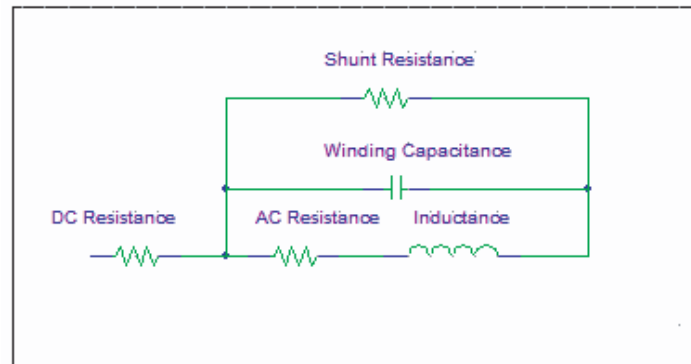 Shunt Resistance
Winding Capacitance
DC Resistance AC Resistance Inductance